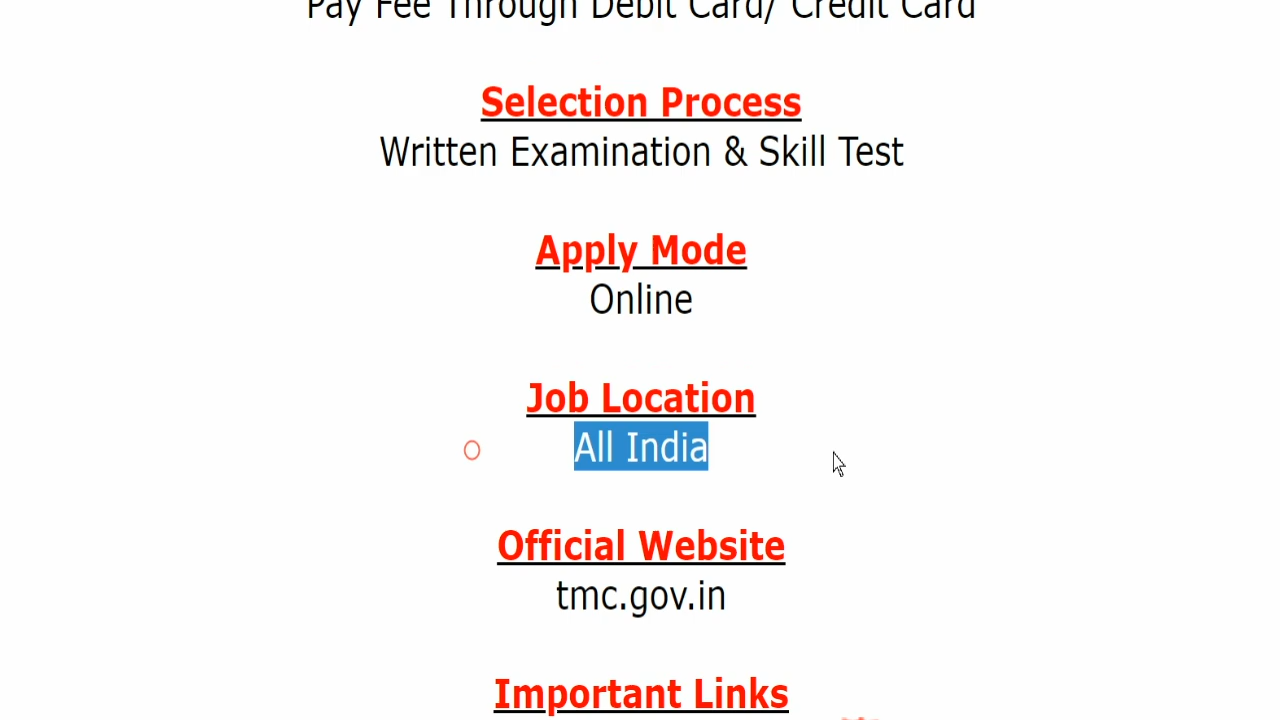 Pay Fee Through Debit Card/ Credit Card
Selection Process
Written Examination & Skill Test
Apply Mode
Online
Job Location
All India
Official Website
tmc.gov.in
Important Links